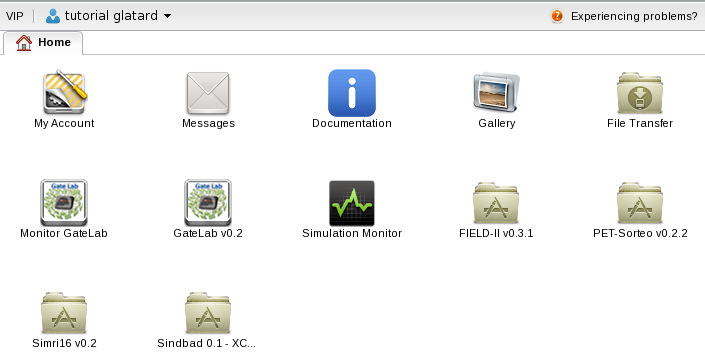 VIP tutorial glatard Experiencing problems?
Home
My Account Messages Documentation Gallery File Transfer
Gate Lab Gate Lab
Monitor GateLab GateLab v0.2 Simulation Monitor FIELD-II v0.3.1 PET-Sorteo v0.2.2
Simri16 v0.2 Sindbad 0.1 - XC...